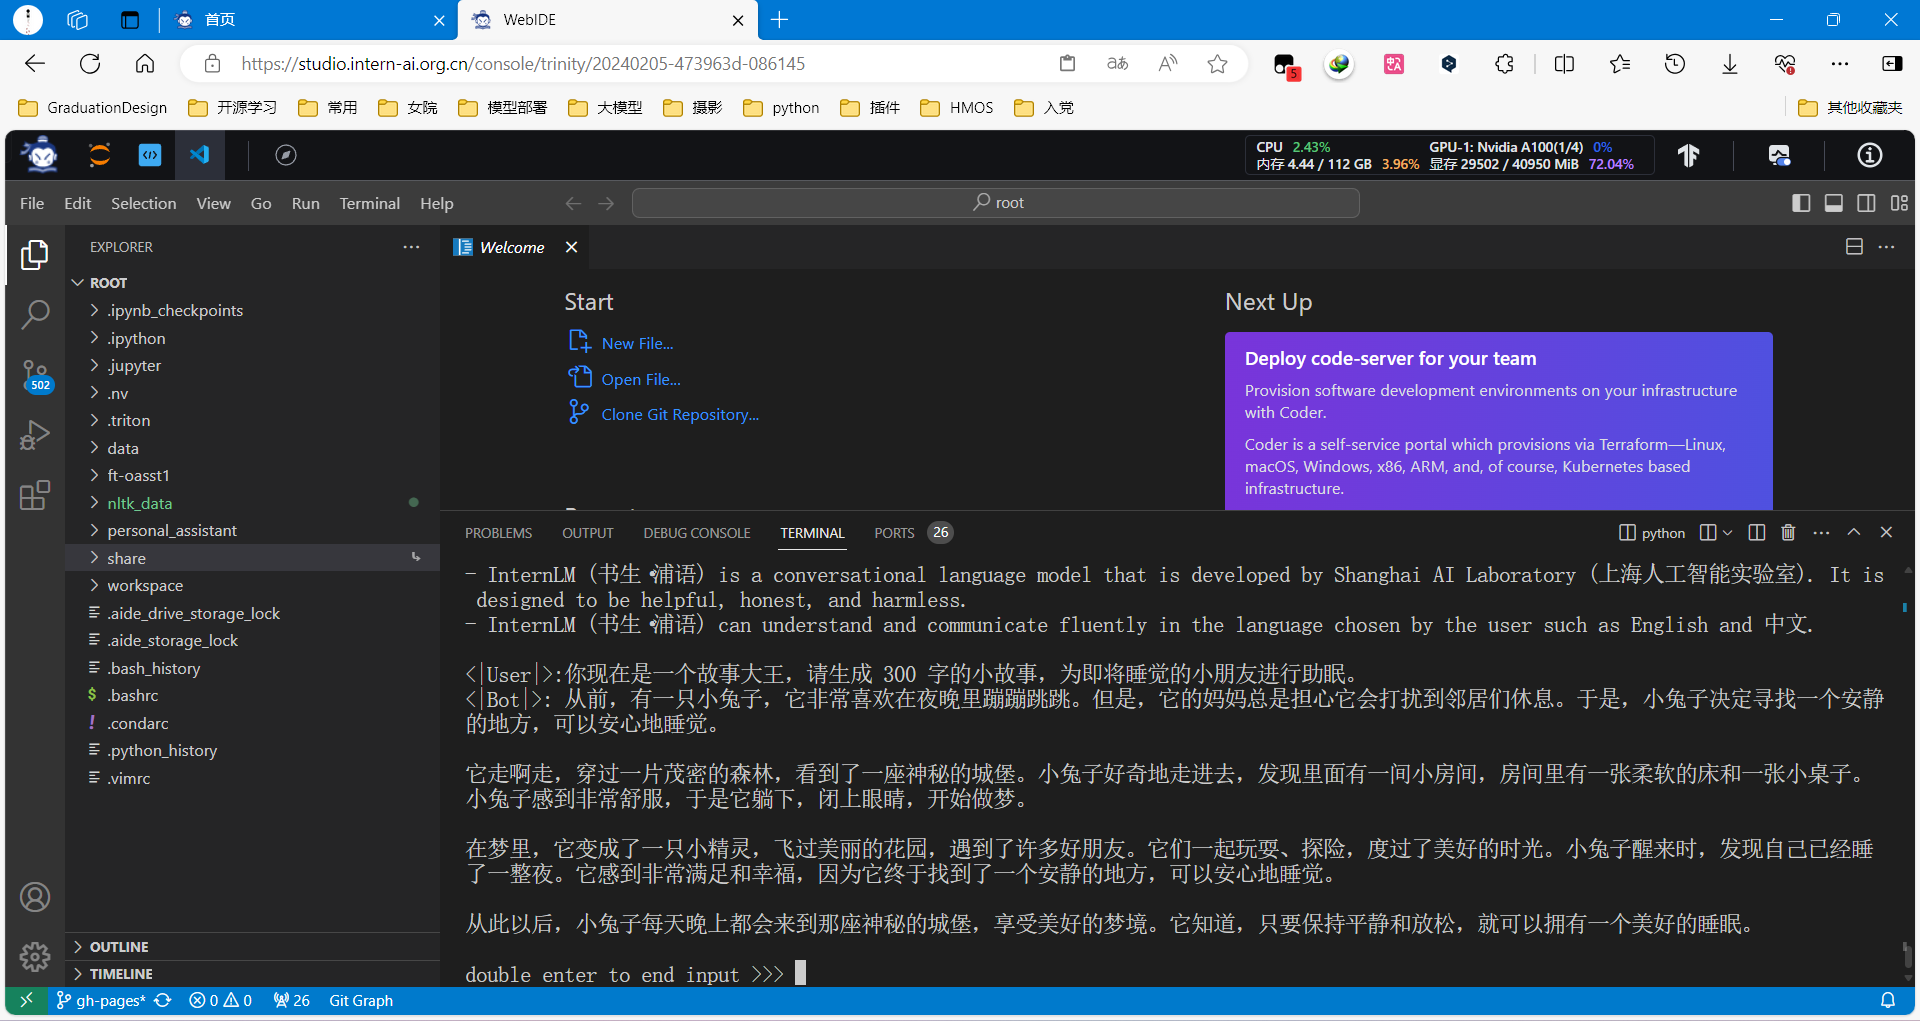 首页
WebIDE
https://studio.intern-ai.org.cn/console/trinity/20240205-473963d-086145
5
GraduationDesign 开源学习 常用 女院 模型部署 大模型 摄影 python 插件 HMOS 入党 其他收藏夹
CPU 2.43% GPU-1: Nvidia A100(1/4) 0%
内存 4.44 / 112 GB 3.96% 显存 29502 / 40950 MiB 72.04%
File Edit Selection View Go Run Terminal Help
root
EXPLORER
Welcome
ROOT
.ipynb_checkpoints
.ipython
.jupyter
.nv
.triton
data
ft-oasst1
nltk_data
personal_assistant
share
workspace
.aide_drive_storage_lock
.aide_storage_lock
.bash_history
.bashrc
.condarc
.python_history
.vimrc
502
OUTLINE
TIMELINE
Start
New File...
Open File...
Clone Git Repository...
Next Up
Deploy code-server for your team
Provision software development environments on your infrastructure
with Coder.
Coder is a self-service portal which provisions via Terraform—Linux,
macOS, Windows, x86, ARM, and, of course, Kubernetes based
infrastructure.
PROBLEMS OUTPUT DEBUG CONSOLE TERMINAL PORTS 26
python
- InternLM (书生·浦语) is a conversational language model that is developed by Shanghai AI Laboratory (上海人工智能实验室). It is
designed to be helpful, honest, and harmless.
- InternLM (书生·浦语) can understand and communicate fluently in the language chosen by the user such as English and 中文.
<|User|>:你现在是一个故事大王，请生成 300 字的小故事，为即将睡觉的小朋友进行助眠。
<|Bot|>: 从前，有一只小兔子，它非常喜欢在夜晚里蹦蹦跳跳。但是，它的妈妈总是担心它会打扰到邻居们休息。于是，小兔子决定寻找一个安静
的地方，可以安心地睡觉。
它走啊走，穿过一片茂密的森林，看到了一座神秘的城堡。小兔子好奇地走进去，发现里面有一间小房间，房间里有一张柔软的床和一张小桌子。
小兔子感到非常舒服，于是它躺下，闭上眼睛，开始做梦。
在梦里，它变成了一只小精灵，飞过美丽的花园，遇到了许多好朋友。它们一起玩耍、探险，度过了美好的时光。小兔子醒来时，发现自己已经睡
了一整夜。它感到非常满足和幸福，因为它终于找到了一个安静的地方，可以安心地睡觉。
从此以后，小兔子每天晚上都会来到那座神秘的城堡，享受美好的梦境。它知道，只要保持平静和放松，就可以拥有一个美好的睡眠。
double enter to end input >>>
gh-pages* 0 0 26 Git Graph